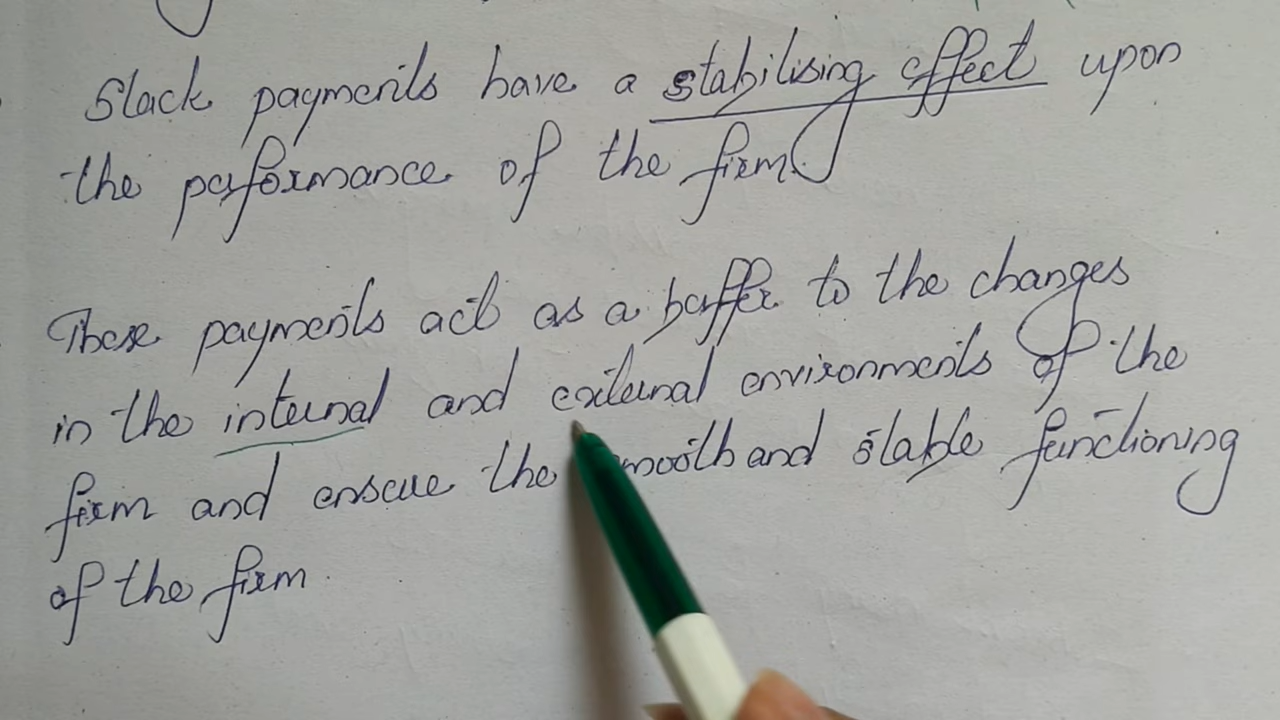 Slack payments have a stabilising effect upon
the performance of the firm.
These payments act as a buffer to the changes
in the internal and external environments of the
firm and ensure the smooth and stable functioning
of the firm.